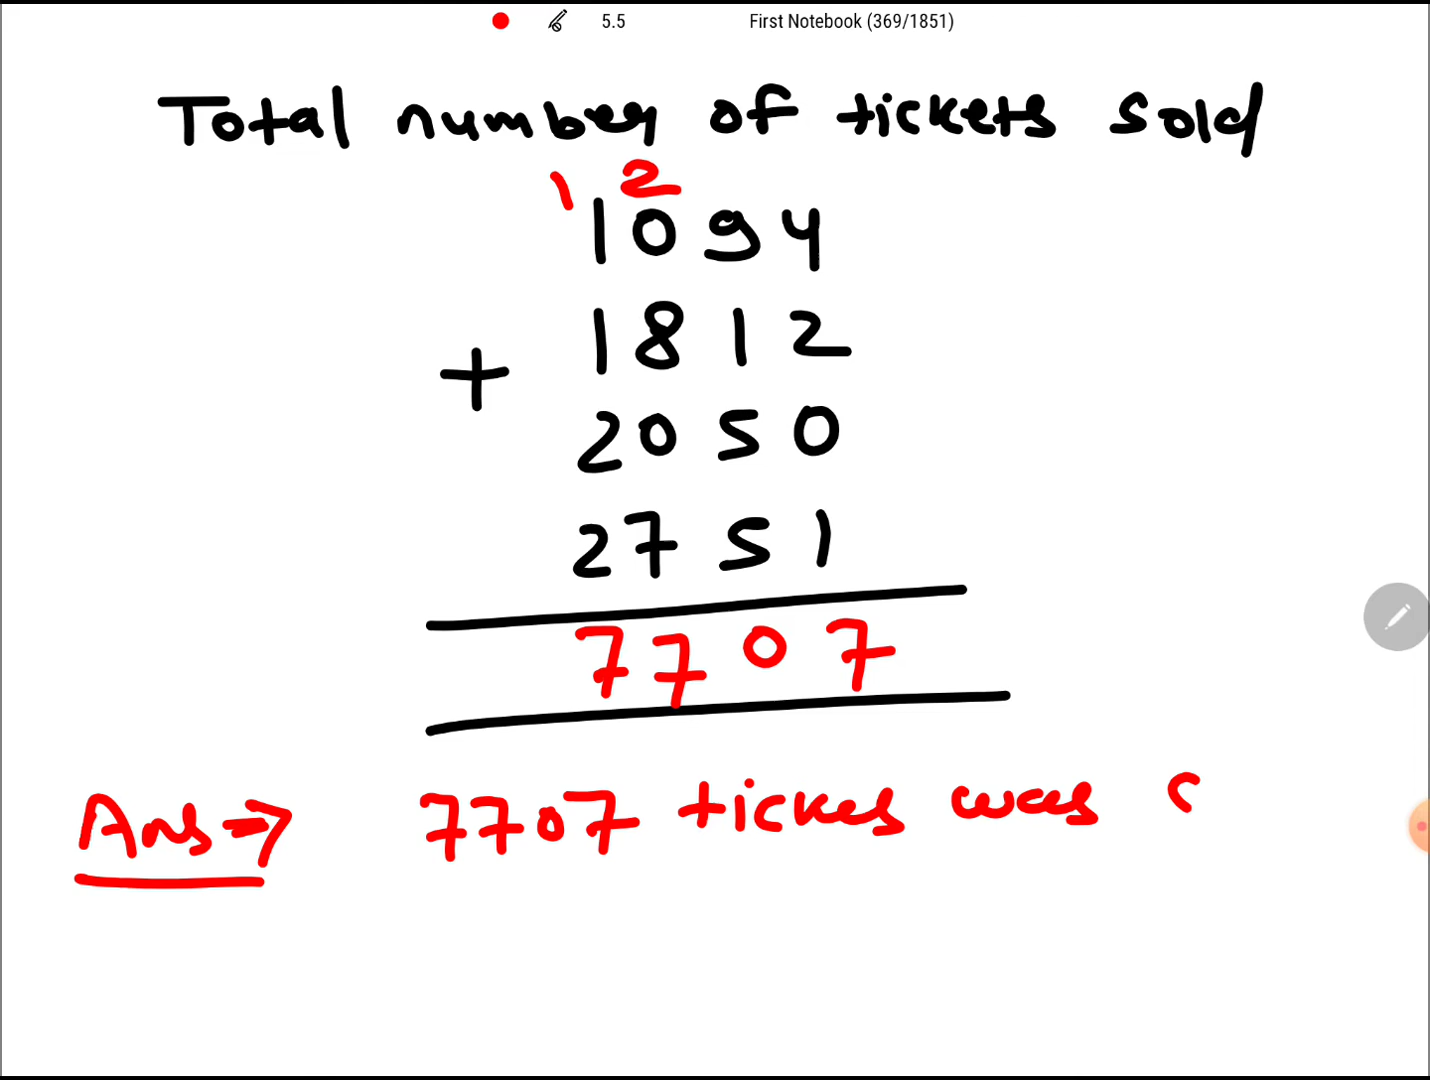 5.5 First Notebook (369/1851)
Total number of tickets sold
1 2
1094
1812
+
2050
2751
7707
Ans→ 7707 tickes was s